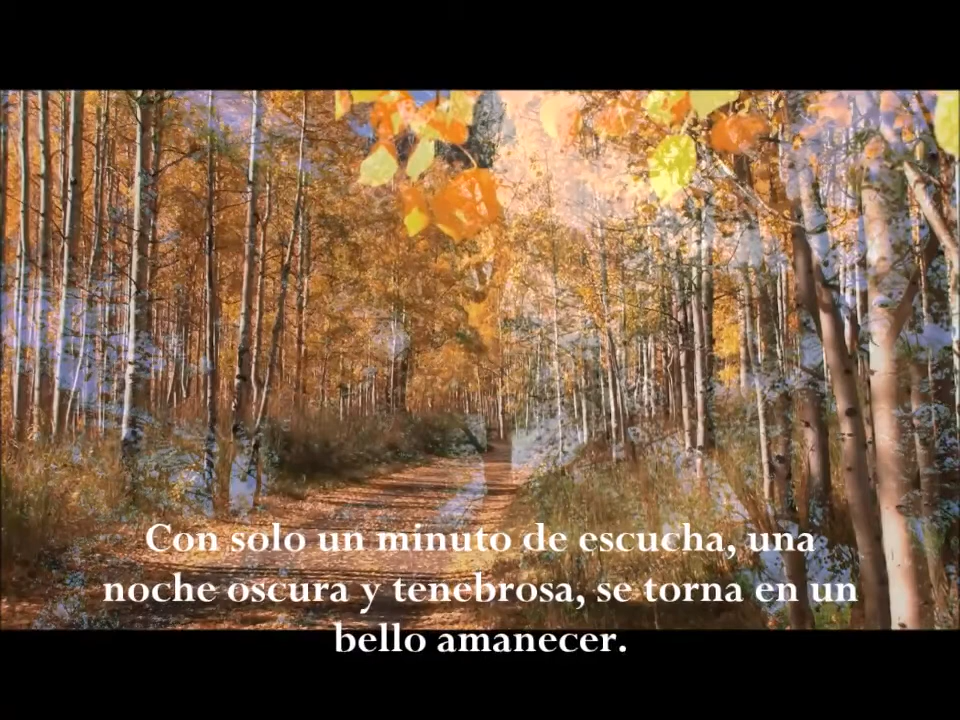 Con solo un minuto de escucha, una
noche oscura y tenebrosa, se torna en un
bello amanecer.